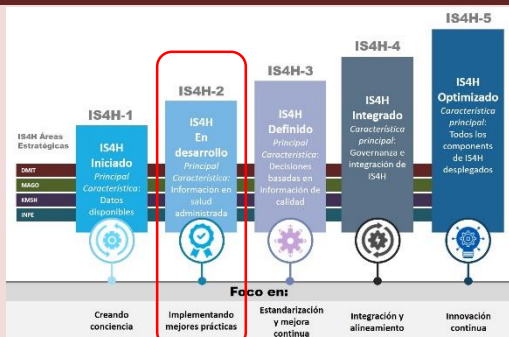 IS4H-5
IS4H-4
IS4H-3
IS4H-2
IS4H-1
IS4H Áreas
Estratégicas
DMIT
MAGO
KMSH
INFE
IS4H
Iniciado
Principal
Característica:
Datos
disponibles
IS4H
En
desarrollo
Principal
Característica:
Información en
salud
administrada
IS4H
Definido
Principal
Característica:
Decisiones
basadas en
información de
calidad
IS4H
Integrado
Característica
principal:
Governanza e
integración de
IS4H
IS4H
Optimizado
Característica
principal:
Todos los
components
de IS4H
desplegados
Foco en:
Creando
conciencia
Implementando
mejores prácticas
Estandarización
y mejora
continua
Integración y
alineamiento
Innovación
continua